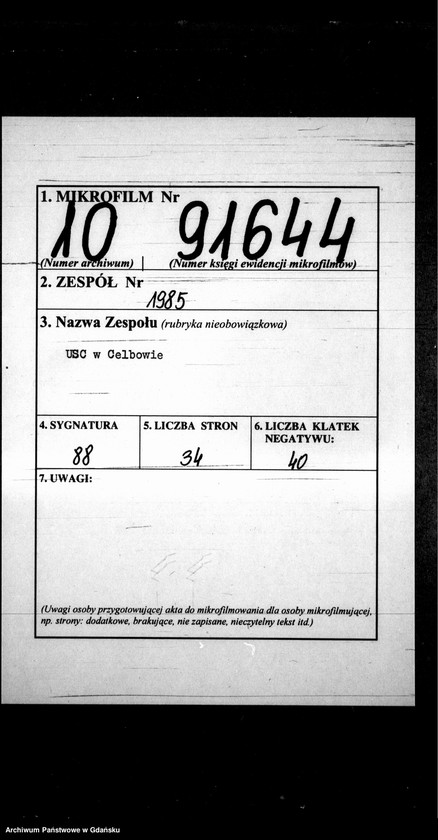 1. MIKROFILM Nr
10 91644
(Numer archiwum) (Numer księgi ewidencji mikrofilmów)
2. ZESPÓŁ Nr
1985
3. Nazwa Zespołu (rubryka nieobowiązkowa)
USC w Celbowie
4. SYGNATURA 5. LICZBA STRON 6. LICZBA KLATEK
NEGATYWU:
88 34 40
7. UWAGI:
(Uwagi osoby przygotowującej akta do mikrofilmowania dla osoby mikrofilmującej,
np. strony: dodatkowe, brakujące, nie zapisane, nieczytelny tekst itd.)
Archiwum Państwowe w Gdańsku